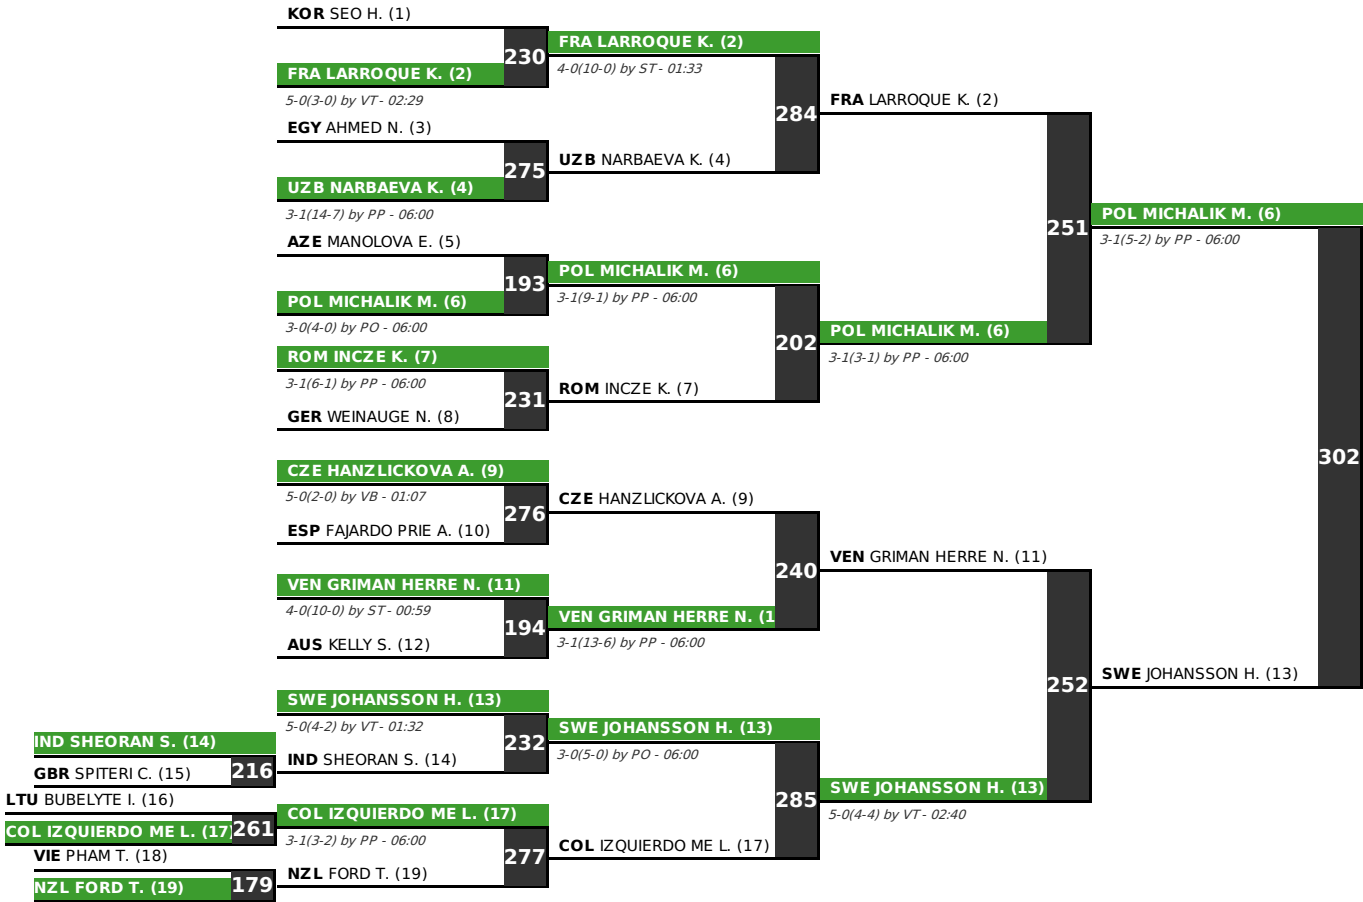 KOR SEO H. (1)
230
FRA LARROQUE K. (2)
5-0(3-0) by VT - 02:29
EGY AHMED N. (3)
275
UZB NARBAEVA K. (4)
3-1(14-7) by PP - 06:00
AZE MANOLOVA E. (5)
193
POL MICHALIK M. (6)
3-0(4-0) by PO - 06:00
ROM INCZE K. (7)
3-1(6-1) by PP - 06:00
231
GER WEINAUGE N. (8)
CZE HANZLICKOVA A. (9)
5-0(2-0) by VB - 01:07
276
ESP FAJARDO PRIE A. (10)
VEN GRIMAN HERRE N. (11)
4-0(10-0) by ST - 00:59
194
AUS KELLY S. (12)
SWE JOHANSSON H. (13)
5-0(4-2) by VT - 01:32
232
IND SHEORAN S. (14)
IND SHEORAN S. (14)
216
GBR SPITERI C. (15)
LTU BUBELYTE I. (16)
261
COL IZQUIERDO ME L. (17)
VIE PHAM T. (18)
179
NZL FORD T. (19)
COL IZQUIERDO ME L. (17)
3-1(3-2) by PP - 06:00
277
NZL FORD T. (19)
FRA LARROQUE K. (2)
4-0(10-0) by ST - 01:33
284
UZB NARBAEVA K. (4)
POL MICHALIK M. (6)
3-1(9-1) by PP - 06:00
202
ROM INCZE K. (7)
CZE HANZLICKOVA A. (9)
240
VEN GRIMAN HERRE N. (1
3-1(13-6) by PP - 06:00
SWE JOHANSSON H. (13)
3-0(5-0) by PO - 06:00
285
COL IZQUIERDO ME L. (17)
FRA LARROQUE K. (2)
251
POL MICHALIK M. (6)
3-1(3-1) by PP - 06:00
VEN GRIMAN HERRE N. (11)
252
SWE JOHANSSON H. (13)
5-0(4-4) by VT - 02:40
POL MICHALIK M. (6)
3-1(5-2) by PP - 06:00
302
SWE JOHANSSON H. (13)